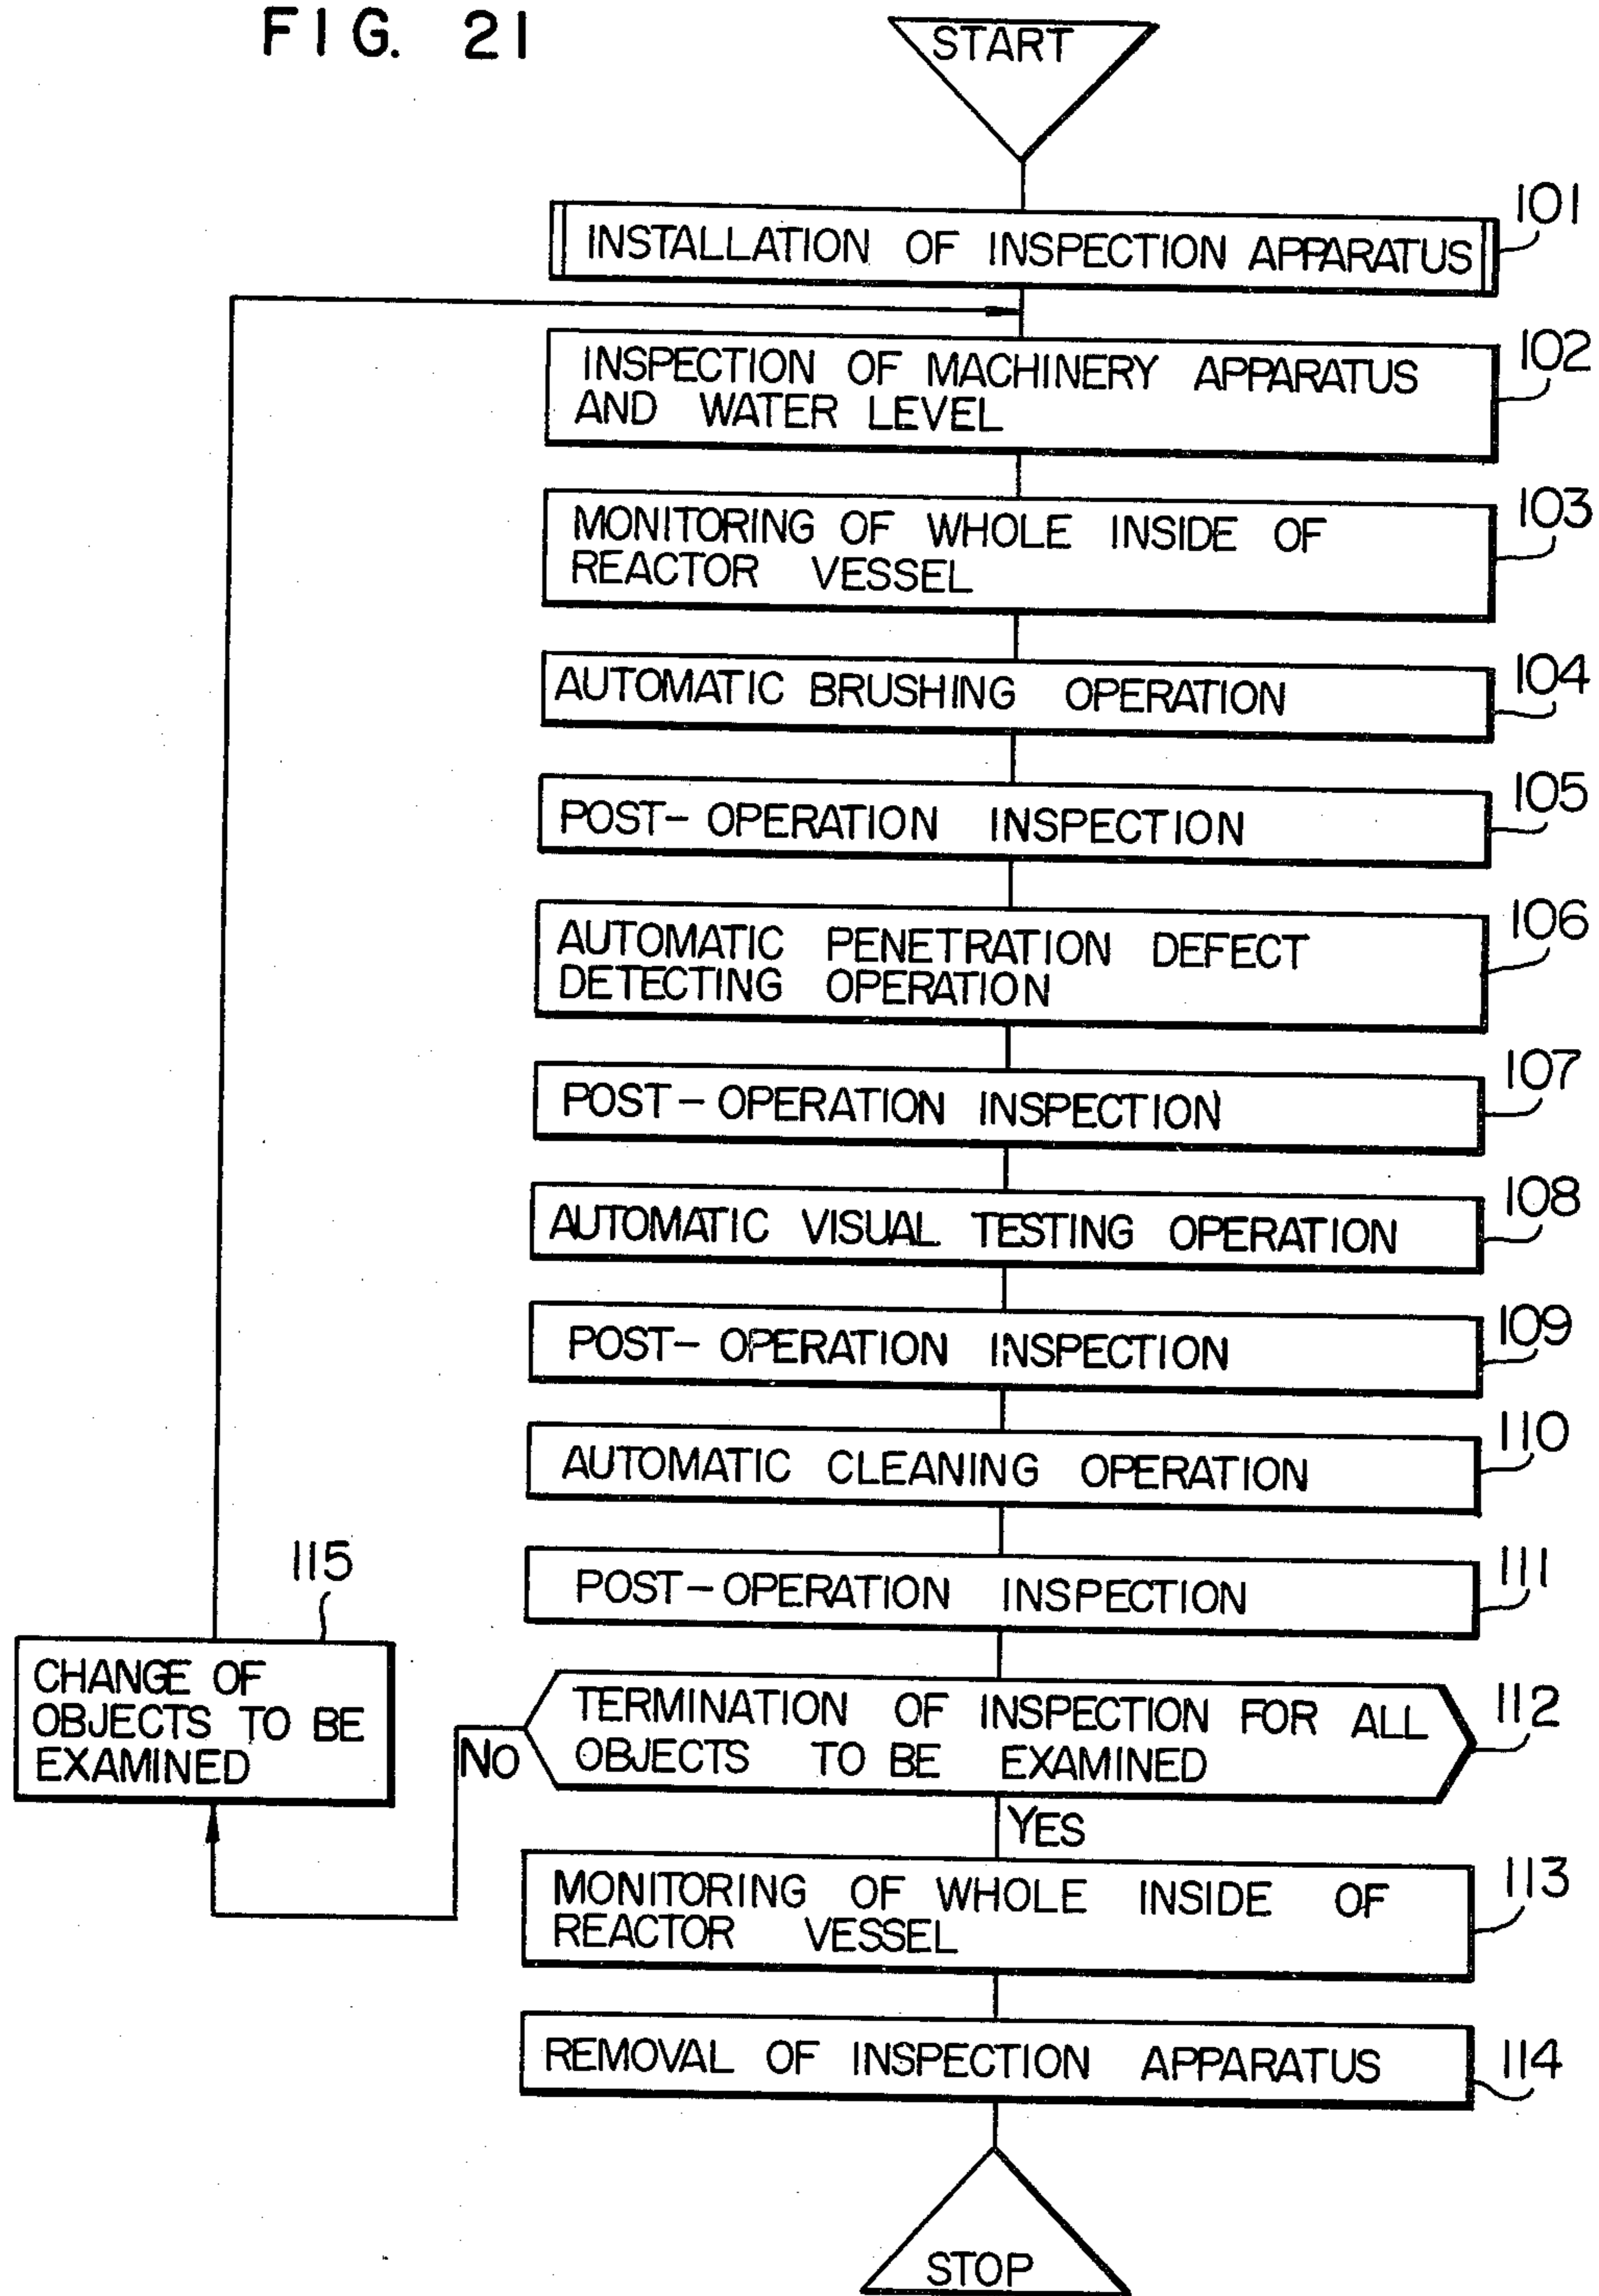 FIG. 21
START
101
INSTALLATION OF INSPECTION APPARATUS
102
INSPECTION OF MACHINERY APPARATUS
AND WATER LEVEL
103
MONITORING OF WHOLE INSIDE OF
REACTOR VESSEL
104
AUTOMATIC BRUSHING OPERATION
105
POST-OPERATION INSPECTION
106
AUTOMATIC PENETRATION DEFECT
DETECTING OPERATION
107
POST-OPERATION INSPECTION
108
AUTOMATIC VISUAL TESTING OPERATION
109
POST-OPERATION INSPECTION
110
AUTOMATIC CLEANING OPERATION
111
POST-OPERATION INSPECTION
115
CHANGE OF
OBJECTS TO BE
EXAMINED
112
TERMINATION OF INSPECTION FOR ALL
OBJECTS TO BE EXAMINED
NO
YES
113
MONITORING OF WHOLE INSIDE OF
REACTOR VESSEL
114
REMOVAL OF INSPECTION APPARATUS
STOP